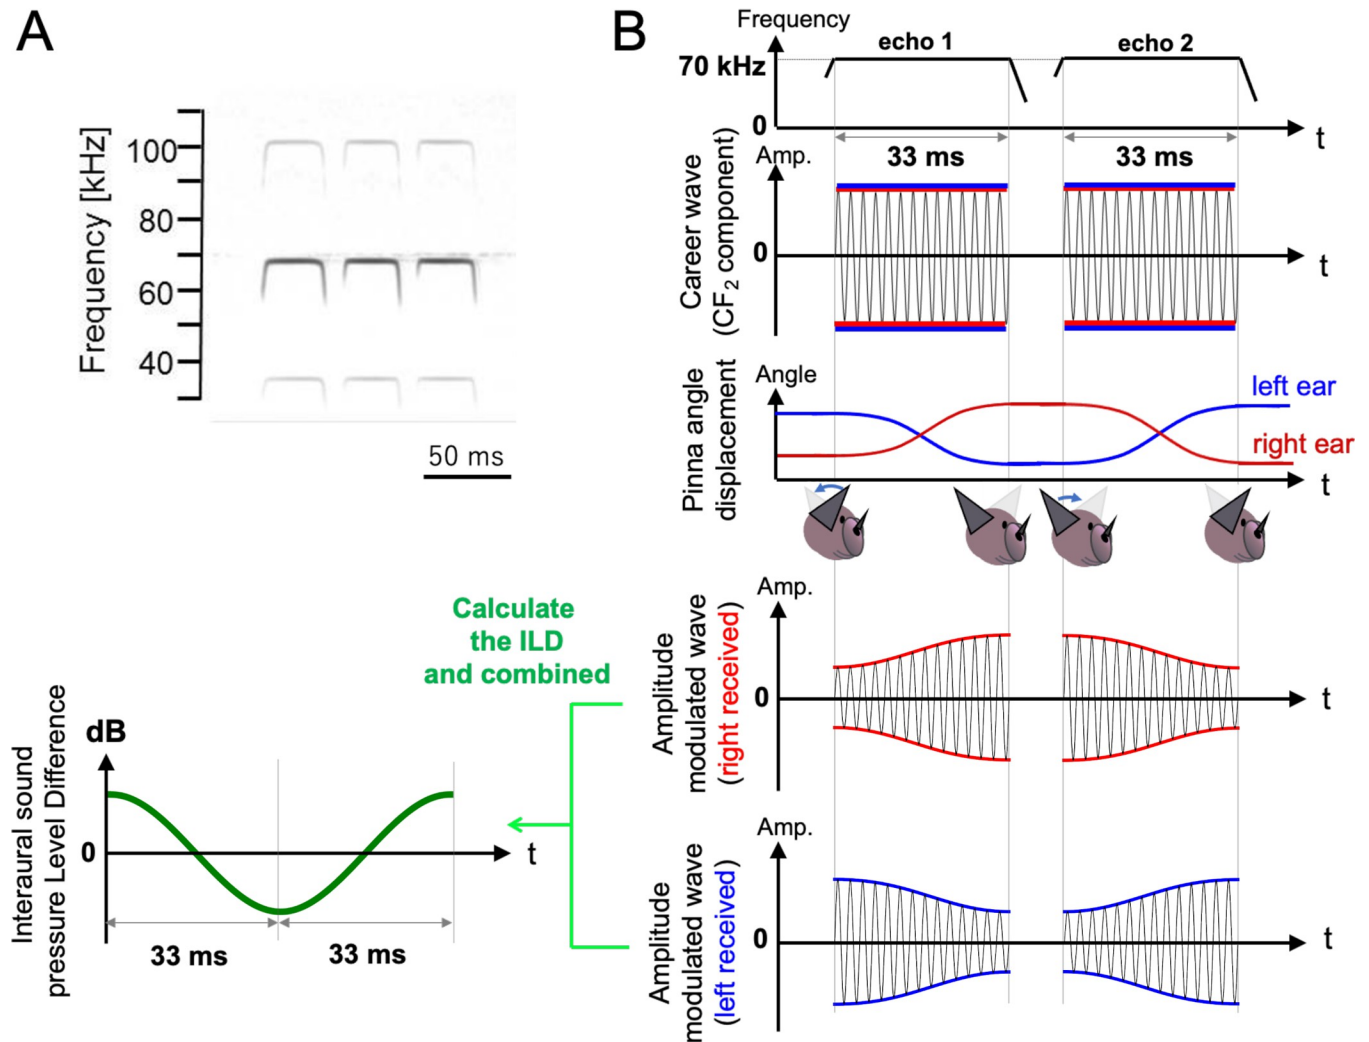 A
Frequency [kHz]
100
80
60
40
50 ms
B
Frequency
70 kHz
echo 1
echo 2
0
t
33 ms
33 ms
Career wave
(CF₂ component)
Amp.
0
t
Pinna angle
displacement
Angle
left ear
right ear
t
Amplitude
modulated wave
(right received)
Amp.
0
t
Amplitude
modulated wave
(left received)
Amp.
0
t
Calculate
the ILD
and combined
Interaural sound
pressure Level Difference
dB
0
t
33 ms
33 ms